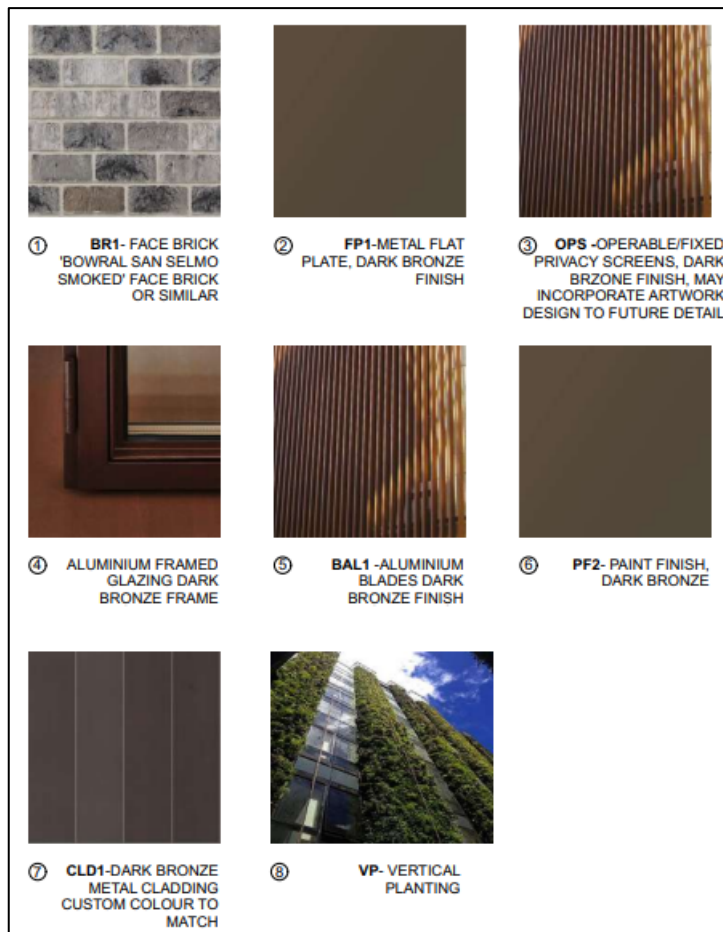 ① BR1- FACE BRICK
'BOWRAL SAN SELMO
SMOKED' FACE BRICK
OR SIMILAR
② FP1-METAL FLAT
PLATE, DARK BRONZE
FINISH
③ OPS -OPERABLE/FIXED
PRIVACY SCREENS, DARK
BRZONE FINISH, MAY
INCORPORATE ARTWORK
DESIGN TO FUTURE DETAIL
④ ALUMINIUM FRAMED
GLAZING DARK
BRONZE FRAME
⑤ BAL1 -ALUMINIUM
BLADES DARK
BRONZE FINISH
⑥ PF2- PAINT FINISH,
DARK BRONZE
⑦ CLD1-DARK BRONZE
METAL CLADDING
CUSTOM COLOUR TO
MATCH
⑧ VP- VERTICAL
PLANTING